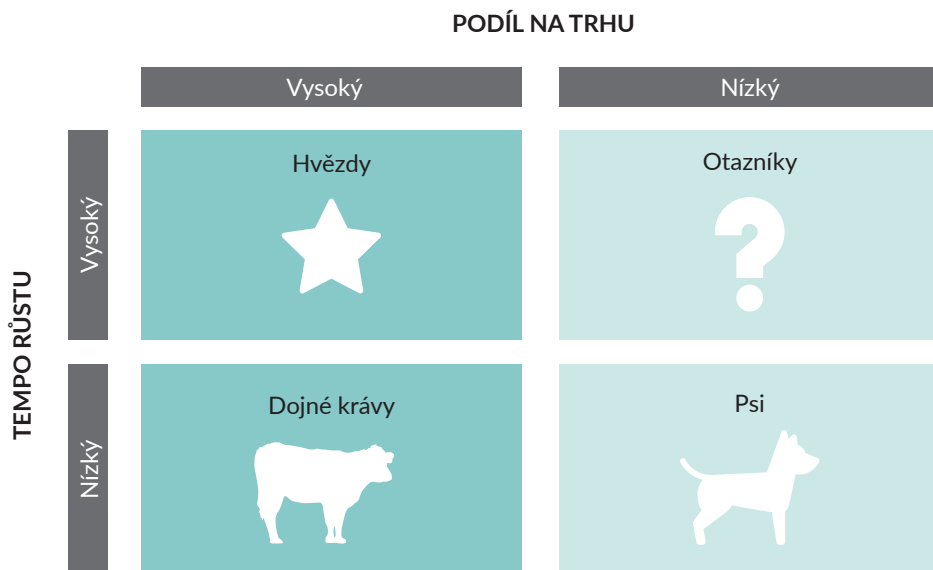 PODÍL NA TRHU
Vysoký
Nízký
TEMPO RŮSTU
Vysoký
Hvězdy
Otazníky
?
Nízký
Dojné krávy
Psi